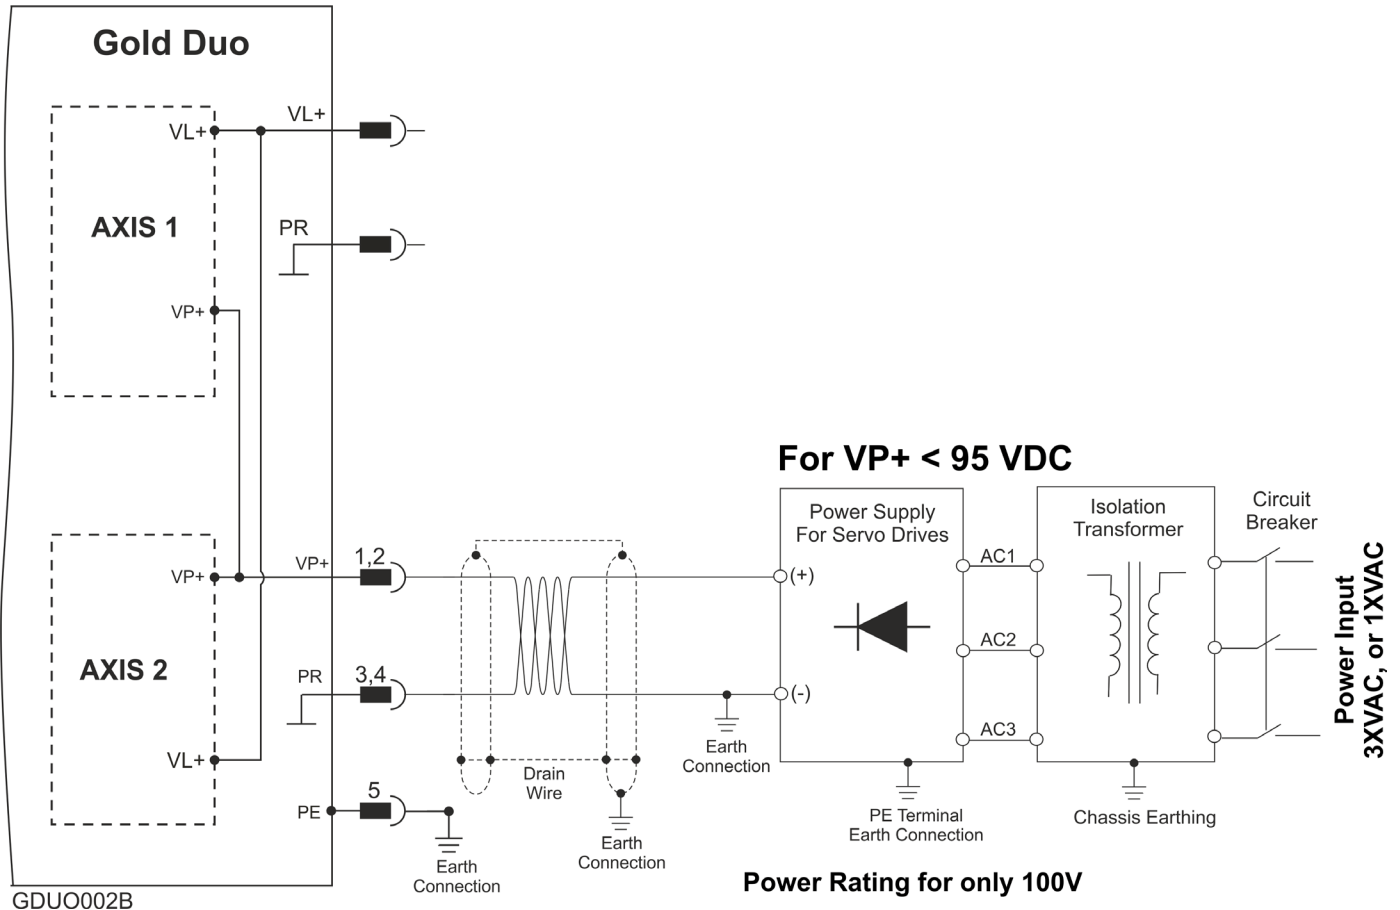 Gold Duo
VL+
VL+
AXIS 1
PR
VP+
For VP+ < 95 VDC
Power Supply
For Servo Drives
Isolation
Transformer
Circuit
Breaker
AC1
VP+
VP+
1,2
(+)
AC2
AXIS 2
PR
3,4
(-)
AC3
Power Input
3XVAC, or 1XVAC
VL+
Earth
Connection
Drain
Wire
PE
5
PE Terminal
Earth Connection
Chassis Earthing
Earth
Connection
Earth
Connection
Power Rating for only 100V
GDUO002B